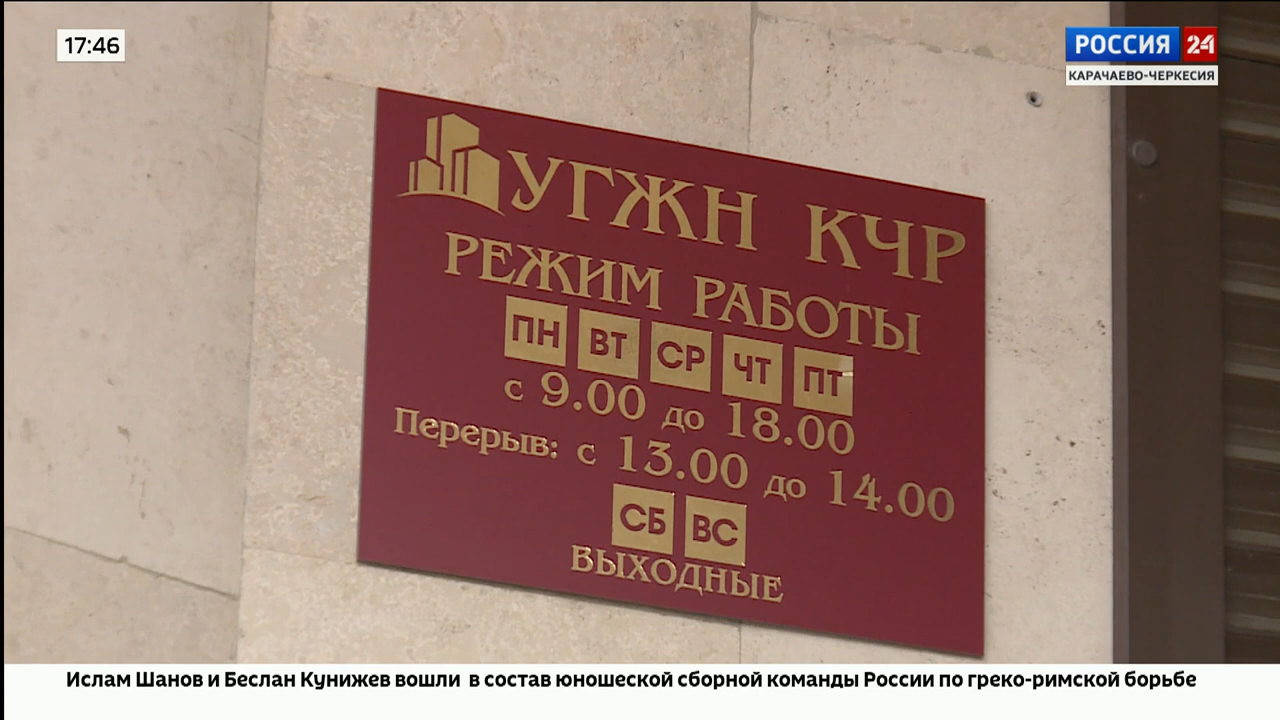 17:46
РОССИЯ 24
КАРАЧАЕВО-ЧЕРКЕСИЯ
УГЖН КЧР
РЕЖИМ РАБОТЫ
ПН ВТ СР ЧТ ПТ
с 9.00 до 18.00
Перерыв: с 13.00 до 14.00
СБ ВС
ВЫХОДНЫЕ
Ислам Шанов и Беслан Кунижев вошли в состав юношеской сборной команды России по греко-римской борьбе